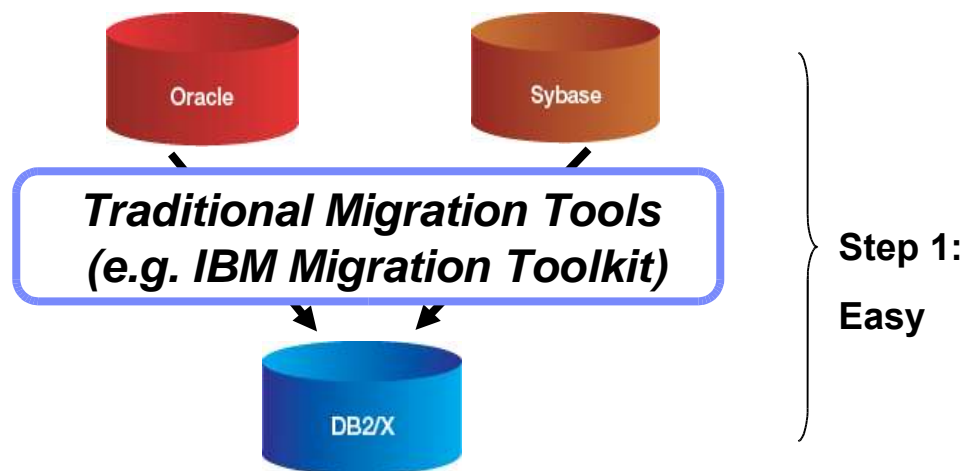 Oracle
Sybase
Traditional Migration Tools
(e.g. IBM Migration Toolkit)
Step 1:
Easy
DB2/X